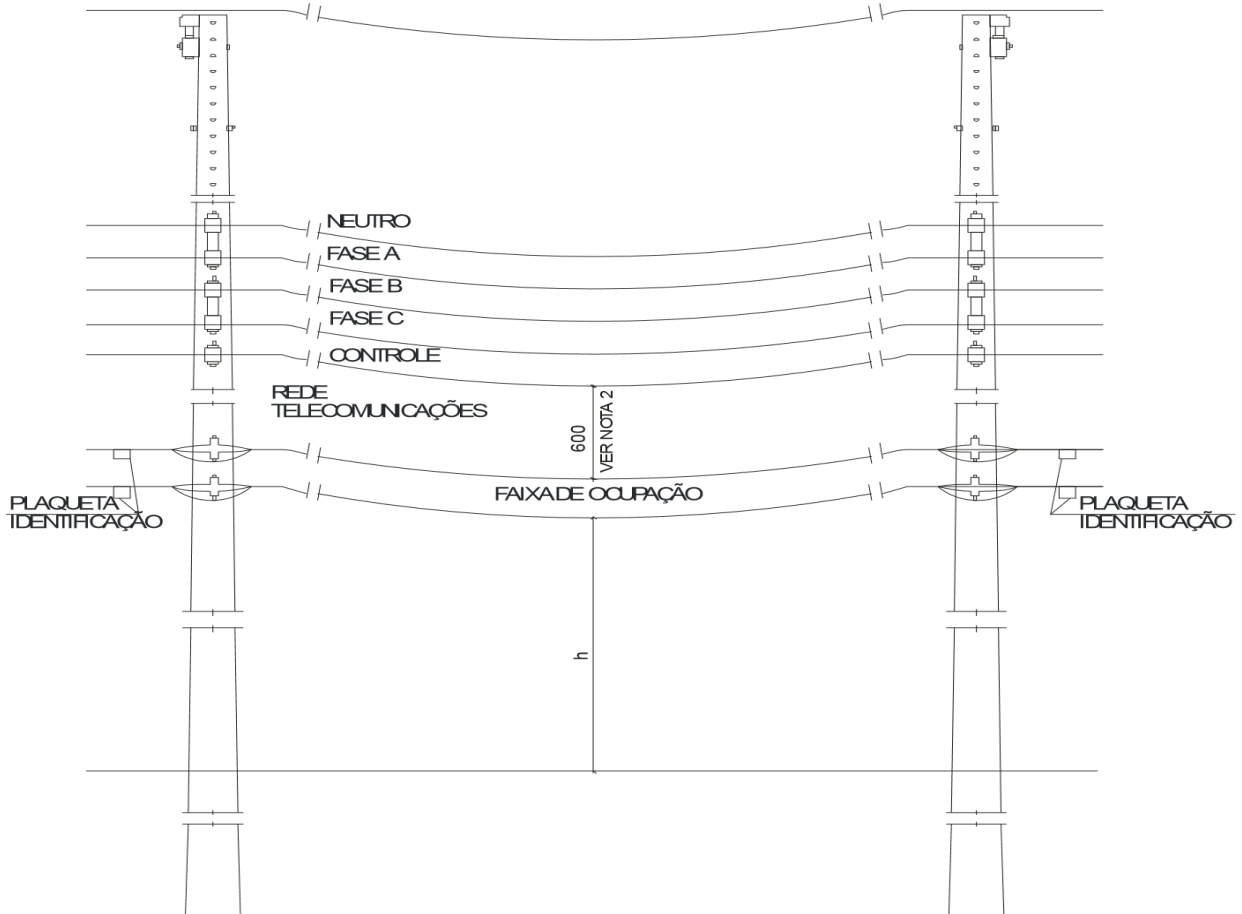 NEUTRO
FASE A
FASE B
FASE C
CONTROLE
REDE
TELECOMUNICAÇÕES
600
VER NOTA 2
FAIXA DE OCUPAÇÃO
PLAQUETA
IDENTIFICAÇÃO
PLAQUETA
IDENTIFICAÇÃO
h